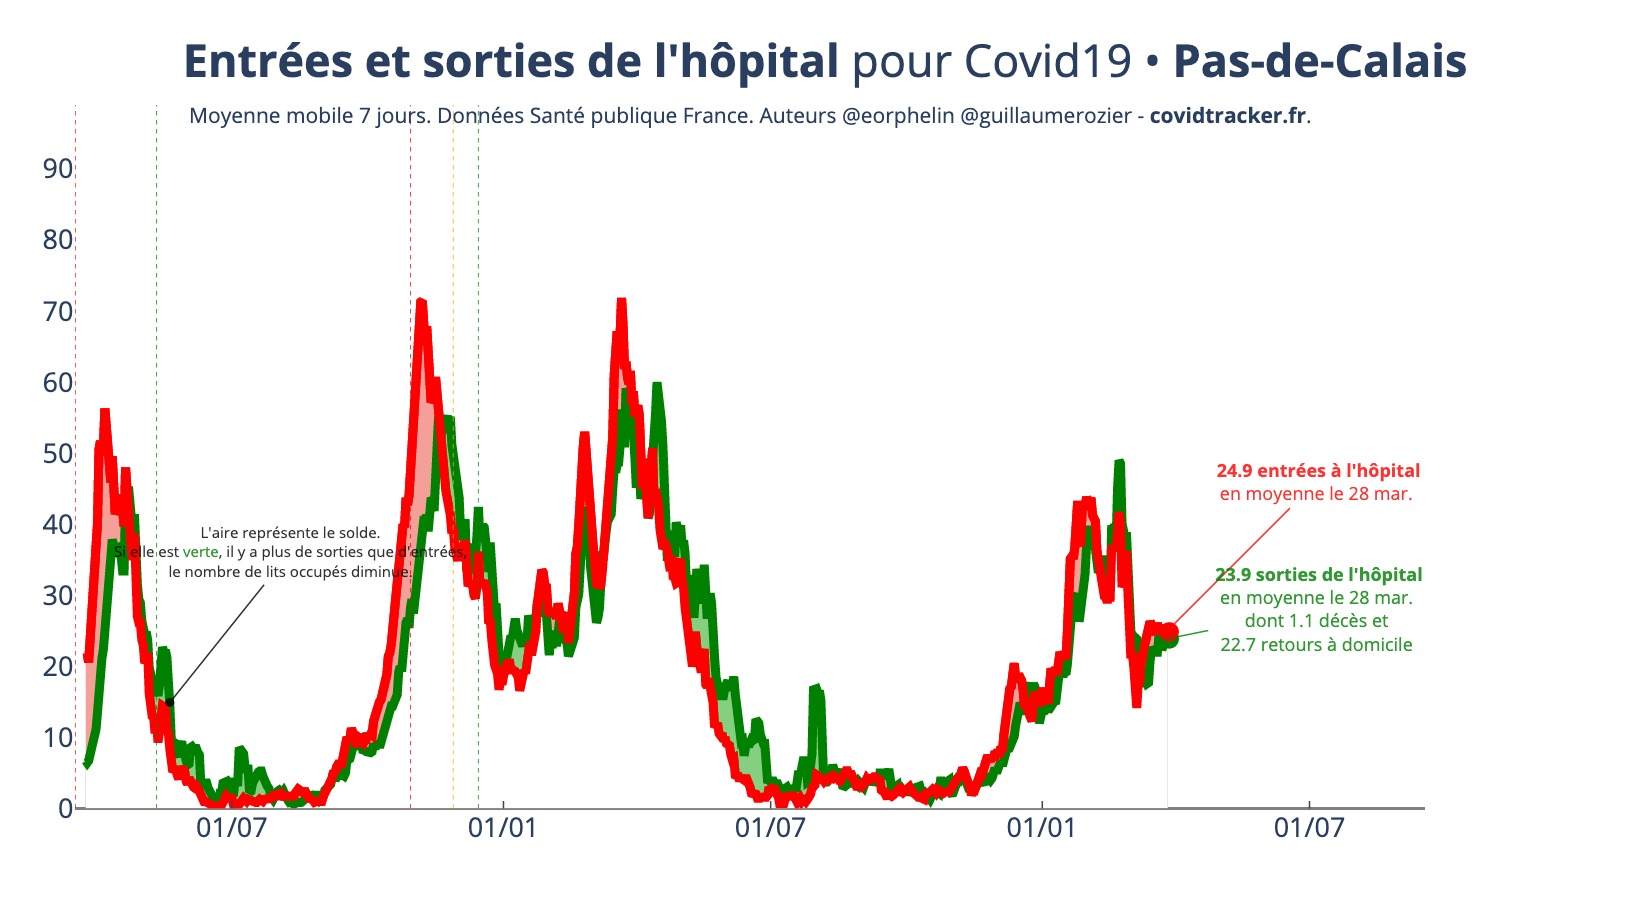 Entrées et sorties de l'hôpital pour Covid19 • Pas-de-Calais
Moyenne mobile 7 jours. Données Santé publique France. Auteurs @eorphelin @guillaumerozier - covidtracker.fr.
90
80
70
60
50
40
30
20
10
0
L'aire représente le solde.
Si elle est verte, il y a plus de sorties que d'entrées,
le nombre de lits occupés diminue.
24.9 entrées à l'hôpital
en moyenne le 28 mar.
23.9 sorties de l'hôpital
en moyenne le 28 mar.
dont 1.1 décès et
22.7 retours à domicile
01/07
01/01
01/07
01/01
01/07